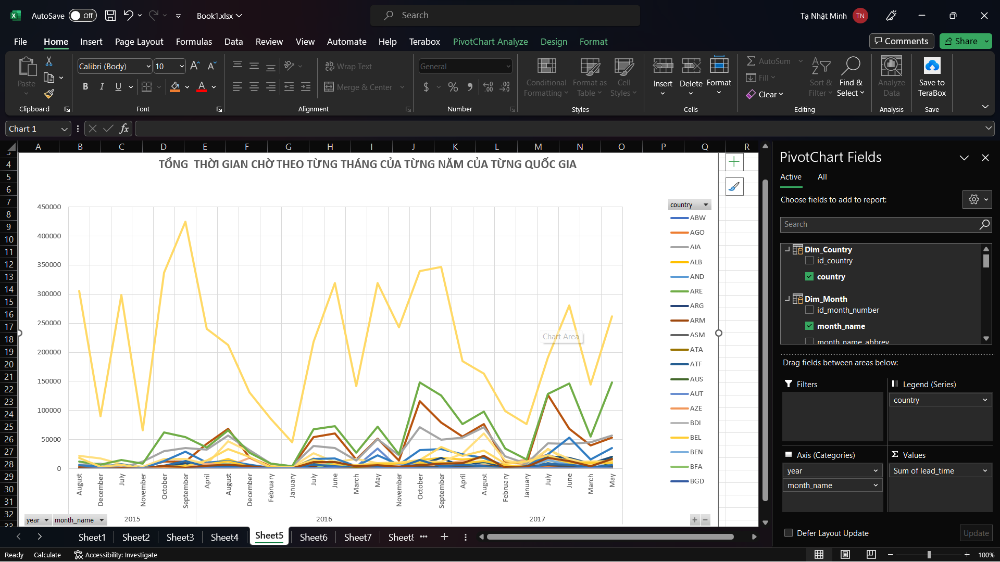 AutoSave Off Book1.xlsx Search Tạ Nhật Minh TN
File Home Insert Page Layout Formulas Data Review View Automate Help Terabox PivotChart Analyze Design Format Comments Share
Paste Calibri (Body) 10 Wrap Text General Conditional Formatting Format as Table Cell Styles Insert Delete Format AutoSum Sort & Filter Find & Select Analyze Data Save to TeraBox
B I U A Merge & Center $ % Fill Clear
Clipboard Font Alignment Number Styles Cells Editing Analysis Save
Chart 1 fx
A B C D E F G H I J K L M N O P Q R
4
5
6
7
8
9
10
11
12
13
14
15
16
17
18
19
20
21
22
23
24
25
26
27
28
29
30
31
32
TỔNG THỜI GIAN CHỜ THEO TỪNG THÁNG CỦA TỪNG NĂM CỦA TỪNG QUỐC GIA
450000
400000
350000
300000
250000
200000
150000
100000
50000
0
Chart Area
country
ABW
AGO
AIA
ALB
AND
ARE
ARG
ARM
ASM
ATA
ATF
AUS
AUT
AZE
BDI
BEL
BEN
BFA
BGD
August December July November October September April August December February January July June March May November October September April August February January July June March May
year month_name 2015 2016 2017
PivotChart Fields
Active All
Choose fields to add to report:
Search
Dim_Country
id_country
country
Dim_Month
id_month_number
month_name
month_name_abbrev
Drag fields between areas below:
Filters
Legend (Series)
country
Axis (Categories)
year
month_name
Σ Values
Sum of lead_time
Defer Layout Update Update
Sheet1 Sheet2 Sheet3 Sheet4 Sheet5 Sheet6 Sheet7 Sheet8
Ready Calculate Accessibility: Investigate 100%